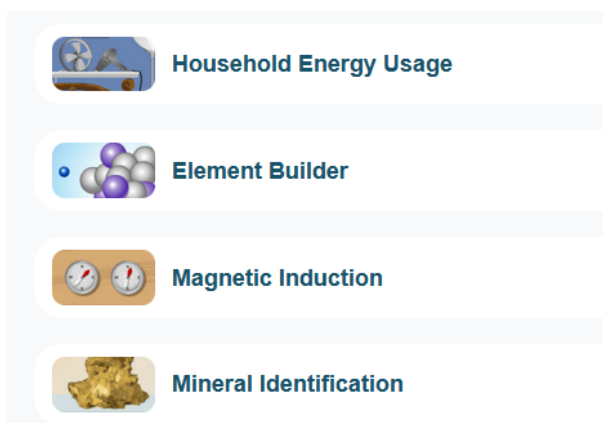 Household Energy Usage
Element Builder
Magnetic Induction
Mineral Identification